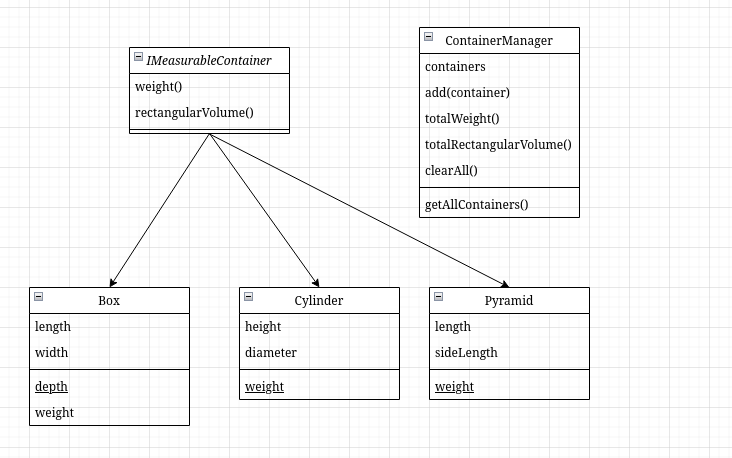 IMeasurableContainer
weight()
rectangularVolume()
ContainerManager
containers
add(container)
totalWeight()
totalRectangularVolume()
clearAll()
getAllContainers()
Box
length
width
depth
weight
Cylinder
height
diameter
weight
Pyramid
length
sideLength
weight